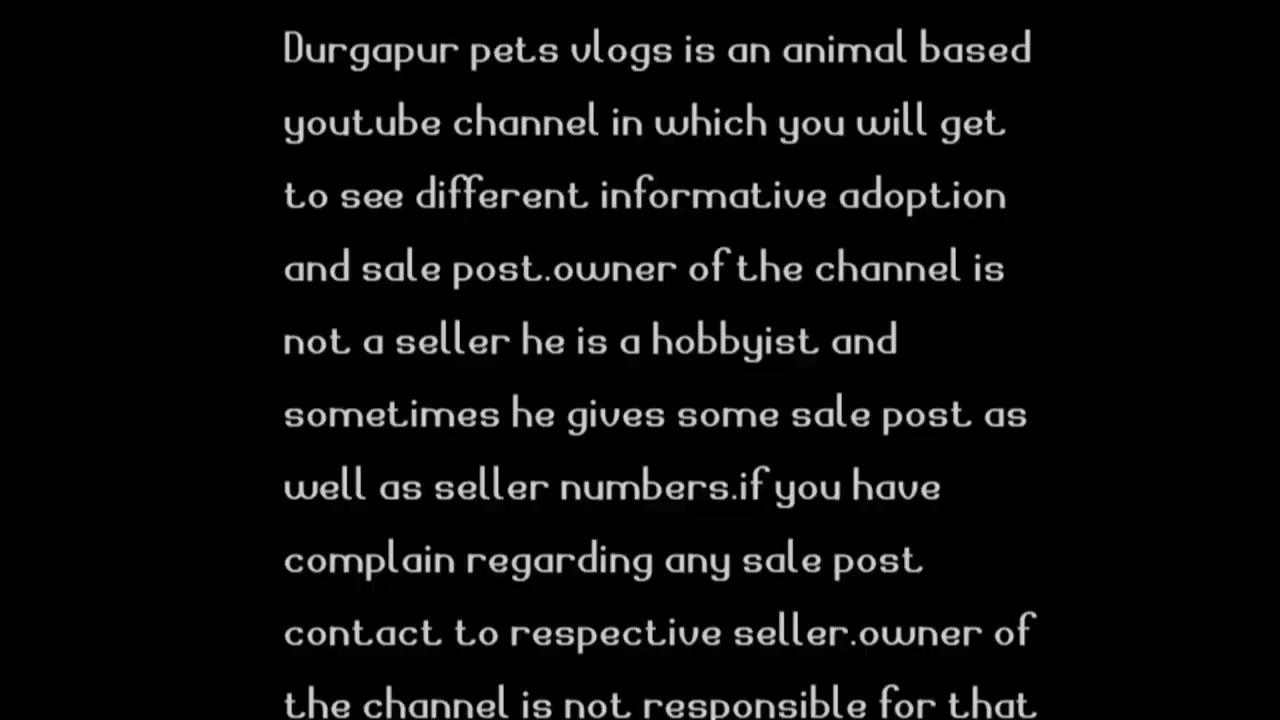 Durgapur pets vlogs is an animal based
youtube channel in which you will get
to see different informative adoption
and sale post.owner of the channel is
not a seller he is a hobbyist and
sometimes he gives some sale post as
well as seller numbers.if you have
complain regarding any sale post
contact to respective seller.owner of
the channel is not responsible for that